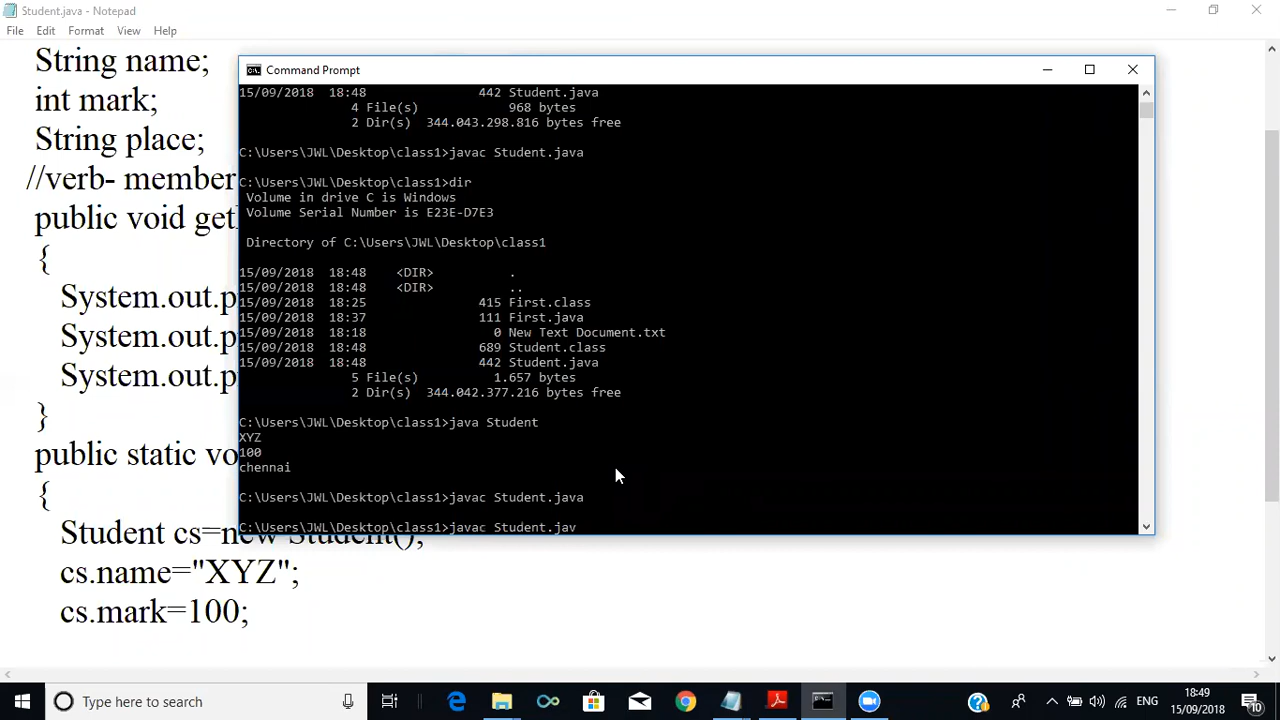 Student.java - Notepad
File Edit Format View Help
String name;
int mark;
String place;
//verb- member
public void get
{
System.out.p
System.out.p
System.out.p
}
public static vo
{
Student cs=new Student();
cs.name="XYZ";
cs.mark=100;
Command Prompt
15/09/2018 18:48 442 Student.java
4 File(s) 968 bytes
2 Dir(s) 344.043.298.816 bytes free
C:\Users\JWL\Desktop\class1>javac Student.java
C:\Users\JWL\Desktop\class1>dir
Volume in drive C is Windows
Volume Serial Number is E23E-D7E3
Directory of C:\Users\JWL\Desktop\class1
15/09/2018 18:48 <DIR> .
15/09/2018 18:48 <DIR> ..
15/09/2018 18:25 415 First.class
15/09/2018 18:37 111 First.java
15/09/2018 18:18 0 New Text Document.txt
15/09/2018 18:48 689 Student.class
15/09/2018 18:48 442 Student.java
5 File(s) 1.657 bytes
2 Dir(s) 344.042.377.216 bytes free
C:\Users\JWL\Desktop\class1>java Student
XYZ
100
chennai
C:\Users\JWL\Desktop\class1>javac Student.java
C:\Users\JWL\Desktop\class1>javac Student.jav
Type here to search
ENG
18:49
15/09/2018
10